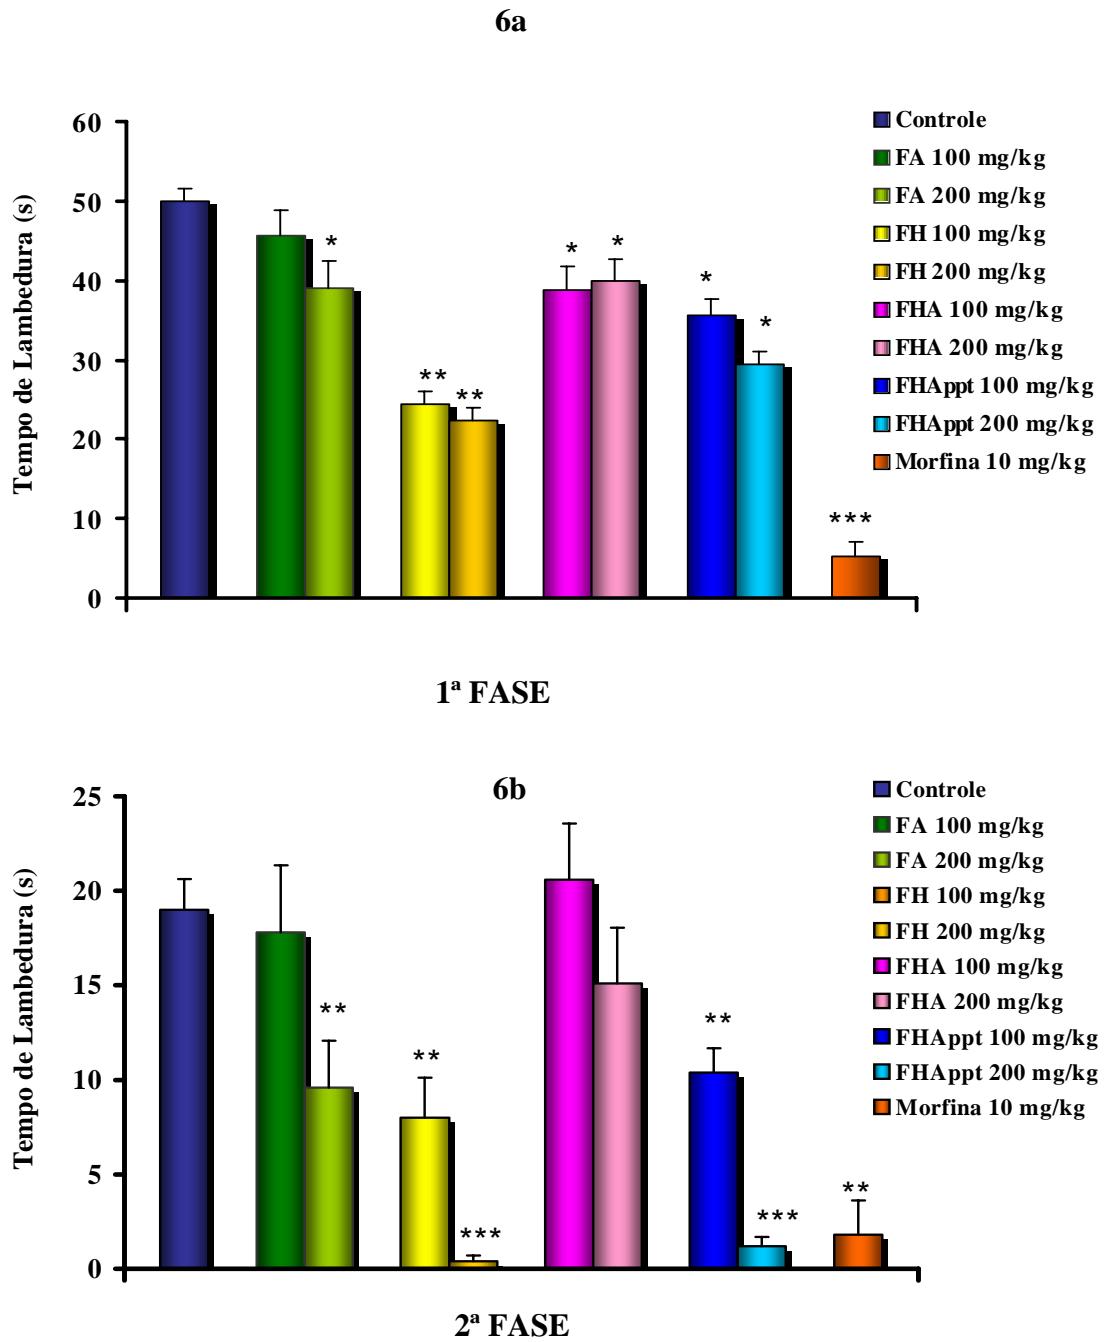 6a
Tempo de Lambedura (s)
60
50
40
30
20
10
0
*
**
**
*
*
*
*
***
Controle
FA 100 mg/kg
FA 200 mg/kg
FH 100 mg/kg
FH 200 mg/kg
FHA 100 mg/kg
FHA 200 mg/kg
FHAppt 100 mg/kg
FHAppt 200 mg/kg
Morfina 10 mg/kg
1ª FASE
6b
Tempo de Lambedura (s)
25
20
15
10
5
0
**
**
***
**
***
**
Controle
FA 100 mg/kg
FA 200 mg/kg
FH 100 mg/kg
FH 200 mg/kg
FHA 100 mg/kg
FHA 200 mg/kg
FHAppt 100 mg/kg
FHAppt 200 mg/kg
Morfina 10 mg/kg
2ª FASE